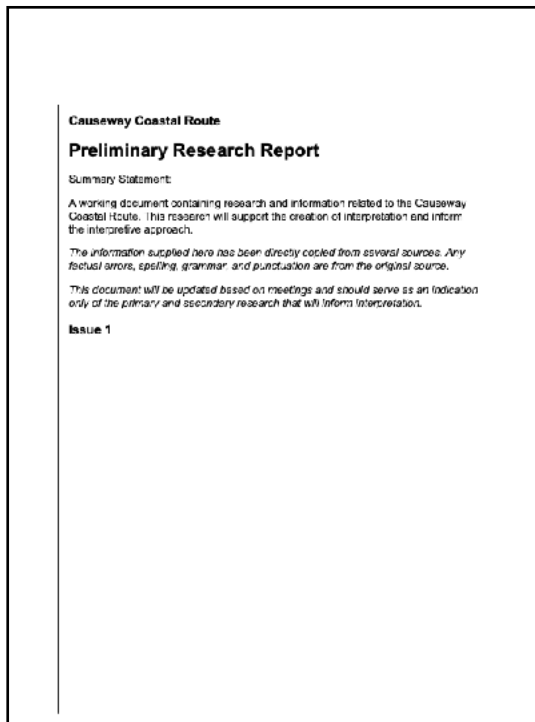 Causeway Coastal Route
Preliminary Research Report
Summary Statement:
A working document containing research and information related to the Causeway
Coastal Route. This research will support the creation of interpretation and inform
the interpretive approach.
The information supplied here has been directly copied from several sources. Any
factual errors, spelling, grammar, and punctuation are from the original source.
This document will be updated based on meetings and should serve as an indication
only of the primary and secondary research that will inform interpretation.
Issue 1